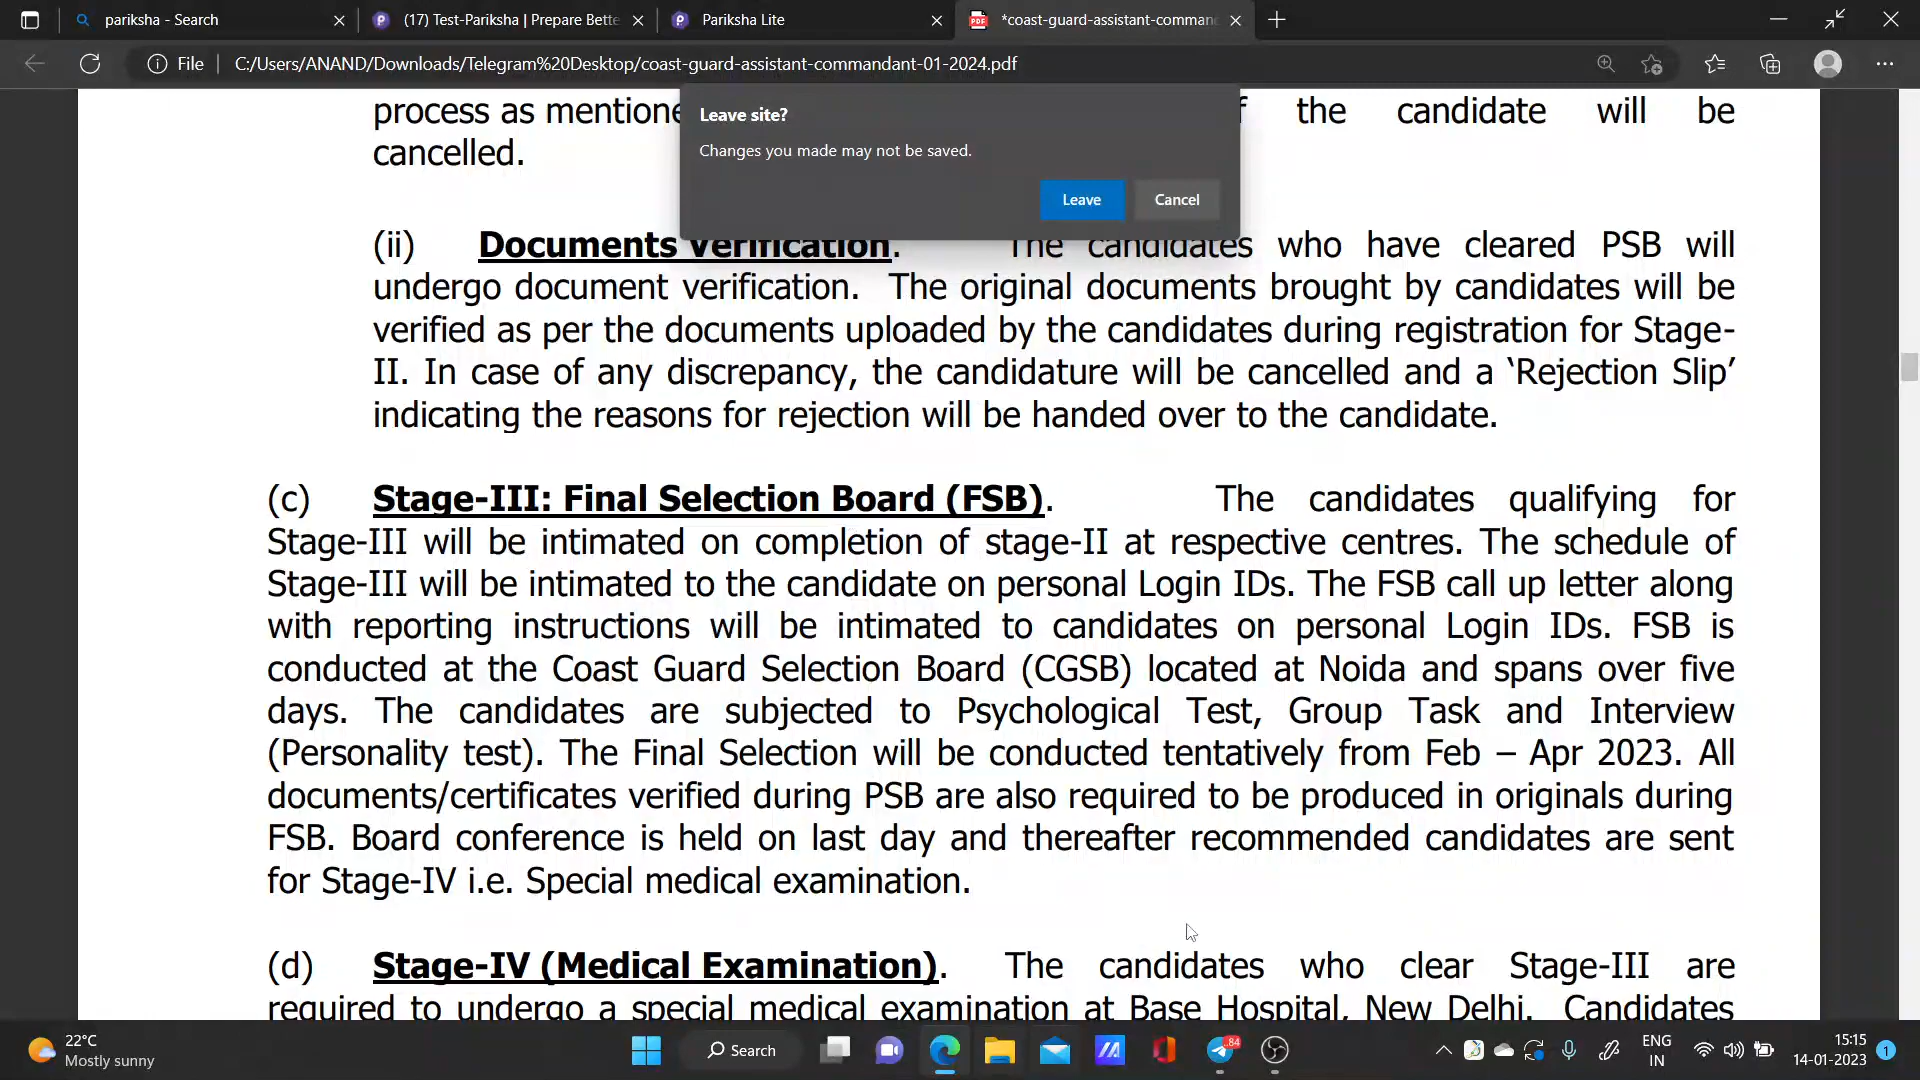 pariksha - Search
(17) Test-Pariksha | Prepare Bette
Pariksha Lite
*coast-guard-assistant-comman
File
C:/Users/ANAND/Downloads/Telegram%20Desktop/coast-guard-assistant-commandant-01-2024.pdf
Leave site?
Changes you made may not be saved.
Leave
Cancel
process as mentione the candidate will be
cancelled.
(ii) Documents Verification. The candidates who have cleared PSB will
undergo document verification. The original documents brought by candidates will be
verified as per the documents uploaded by the candidates during registration for Stage-
II. In case of any discrepancy, the candidature will be cancelled and a ‘Rejection Slip’
indicating the reasons for rejection will be handed over to the candidate.
(c) Stage-III: Final Selection Board (FSB). The candidates qualifying for
Stage-III will be intimated on completion of stage-II at respective centres. The schedule of
Stage-III will be intimated to the candidate on personal Login IDs. The FSB call up letter along
with reporting instructions will be intimated to candidates on personal Login IDs. FSB is
conducted at the Coast Guard Selection Board (CGSB) located at Noida and spans over five
days. The candidates are subjected to Psychological Test, Group Task and Interview
(Personality test). The Final Selection will be conducted tentatively from Feb – Apr 2023. All
documents/certificates verified during PSB are also required to be produced in originals during
FSB. Board conference is held on last day and thereafter recommended candidates are sent
for Stage-IV i.e. Special medical examination.
(d) Stage-IV (Medical Examination). The candidates who clear Stage-III are
required to undergo a special medical examination at Base Hospital, New Delhi. Candidates
22°C
Mostly sunny
Search
84
ENG
IN
15:15
14-01-2023
1